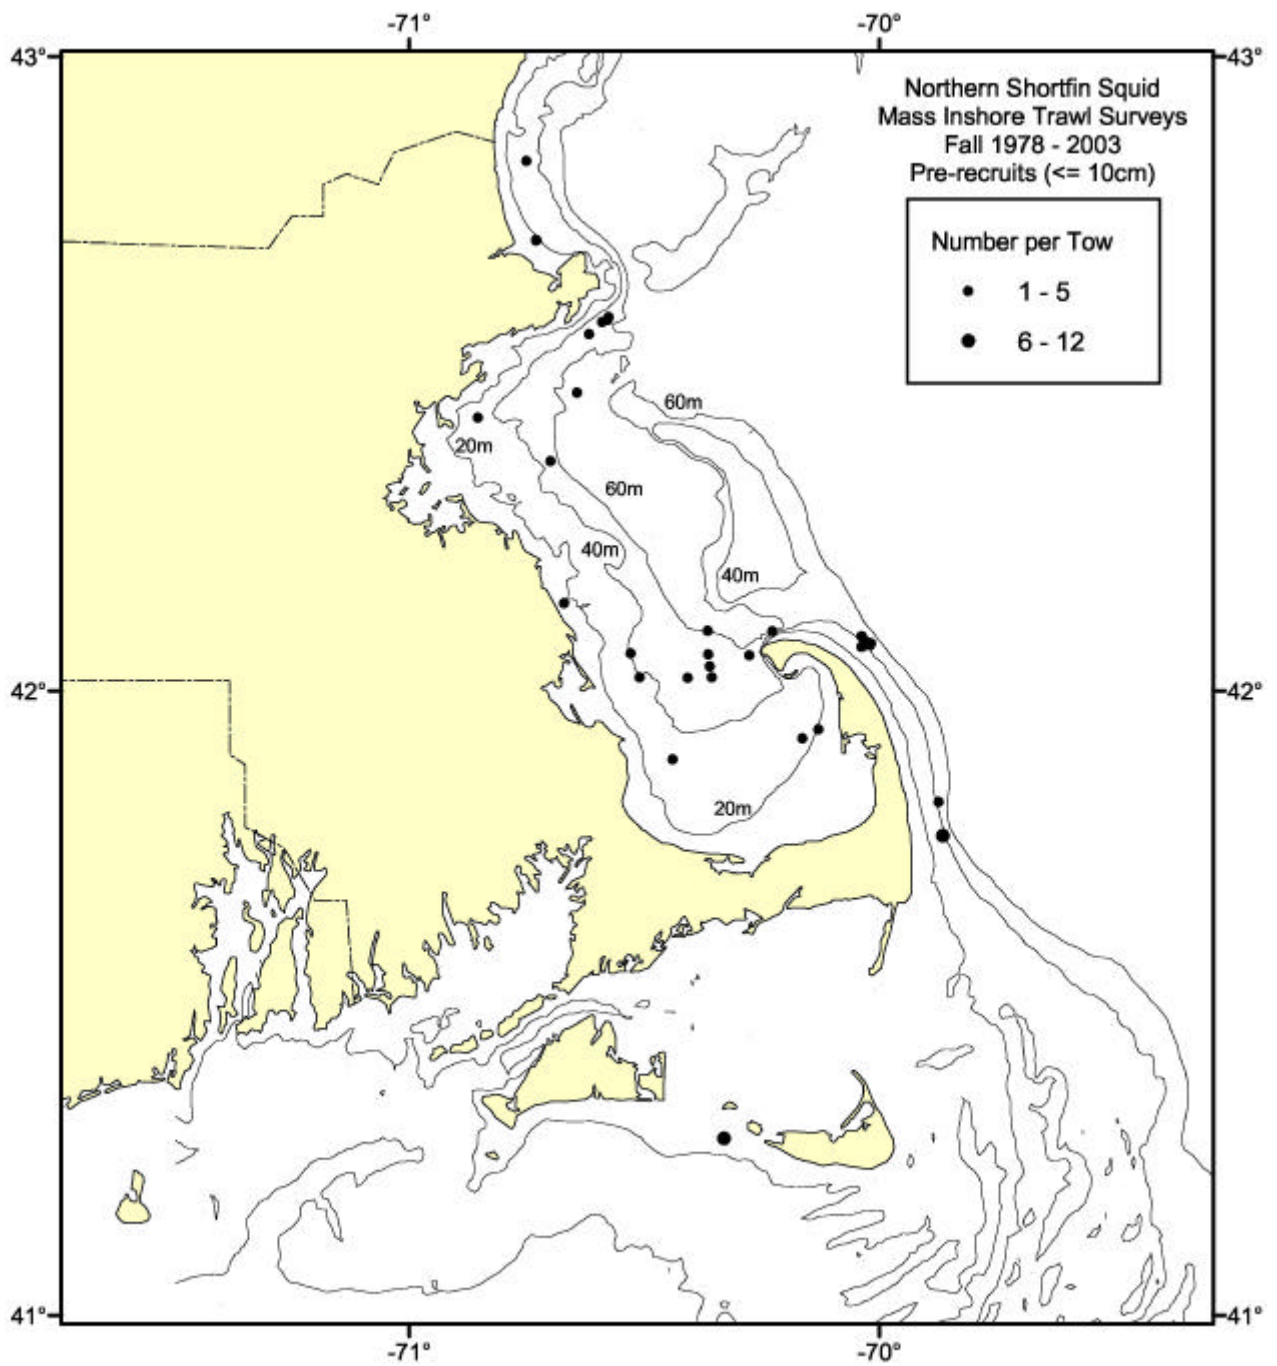 -71° -70°
43° 43°
Northern Shortfin Squid
Mass Inshore Trawl Surveys
Fall 1978 - 2003
Pre-recruits (<= 10cm)
Number per Tow
1 - 5
6 - 12
60m
20m
60m
40m
40m
42° 42°
20m
41° 41°
-71° -70°